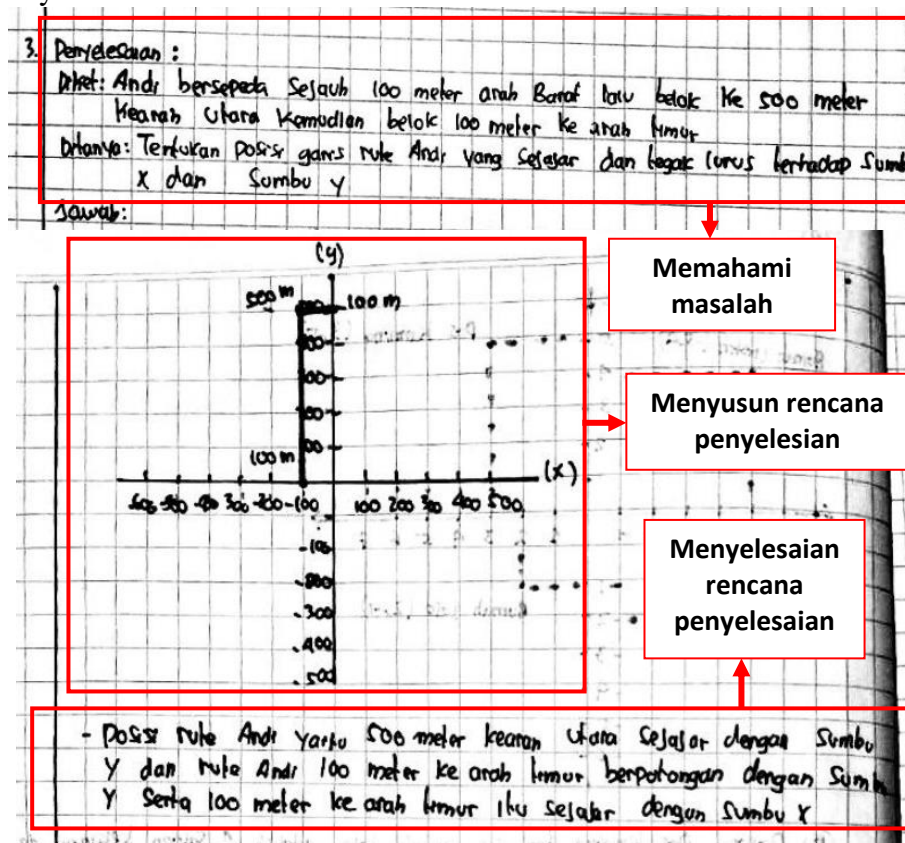 3. Penyelesaian :
Diket: Andi bersepeda Sejauh 100 meter arah Barat lalu belok Ke 500 meter
Kearah Utara Kemudian belok 100 meter ke arah timur
Ditanya: Tentukan Posisi garis rute Andi yang Sejajar dan tegak lurus terhadap Sumb
X dan Sumbu Y
Jawab:
Memahami
masalah
(y)
500 m
100 m
Menyusun rencana
penyelesian
100 m
(X)
-300 -200 -100 100 200 300 400 500
-100
-300
-400
-500
Menyelesaian
rencana
penyelesaian
- Posisi rute Andi yaitu 500 meter kearah Utara Sejajar dengan Sumbu
Y dan rute Andi 100 meter ke arah timur berpotongan dengan Sumb
Y Serta 100 meter ke arah timur itu sejajar dengan Sumbu X